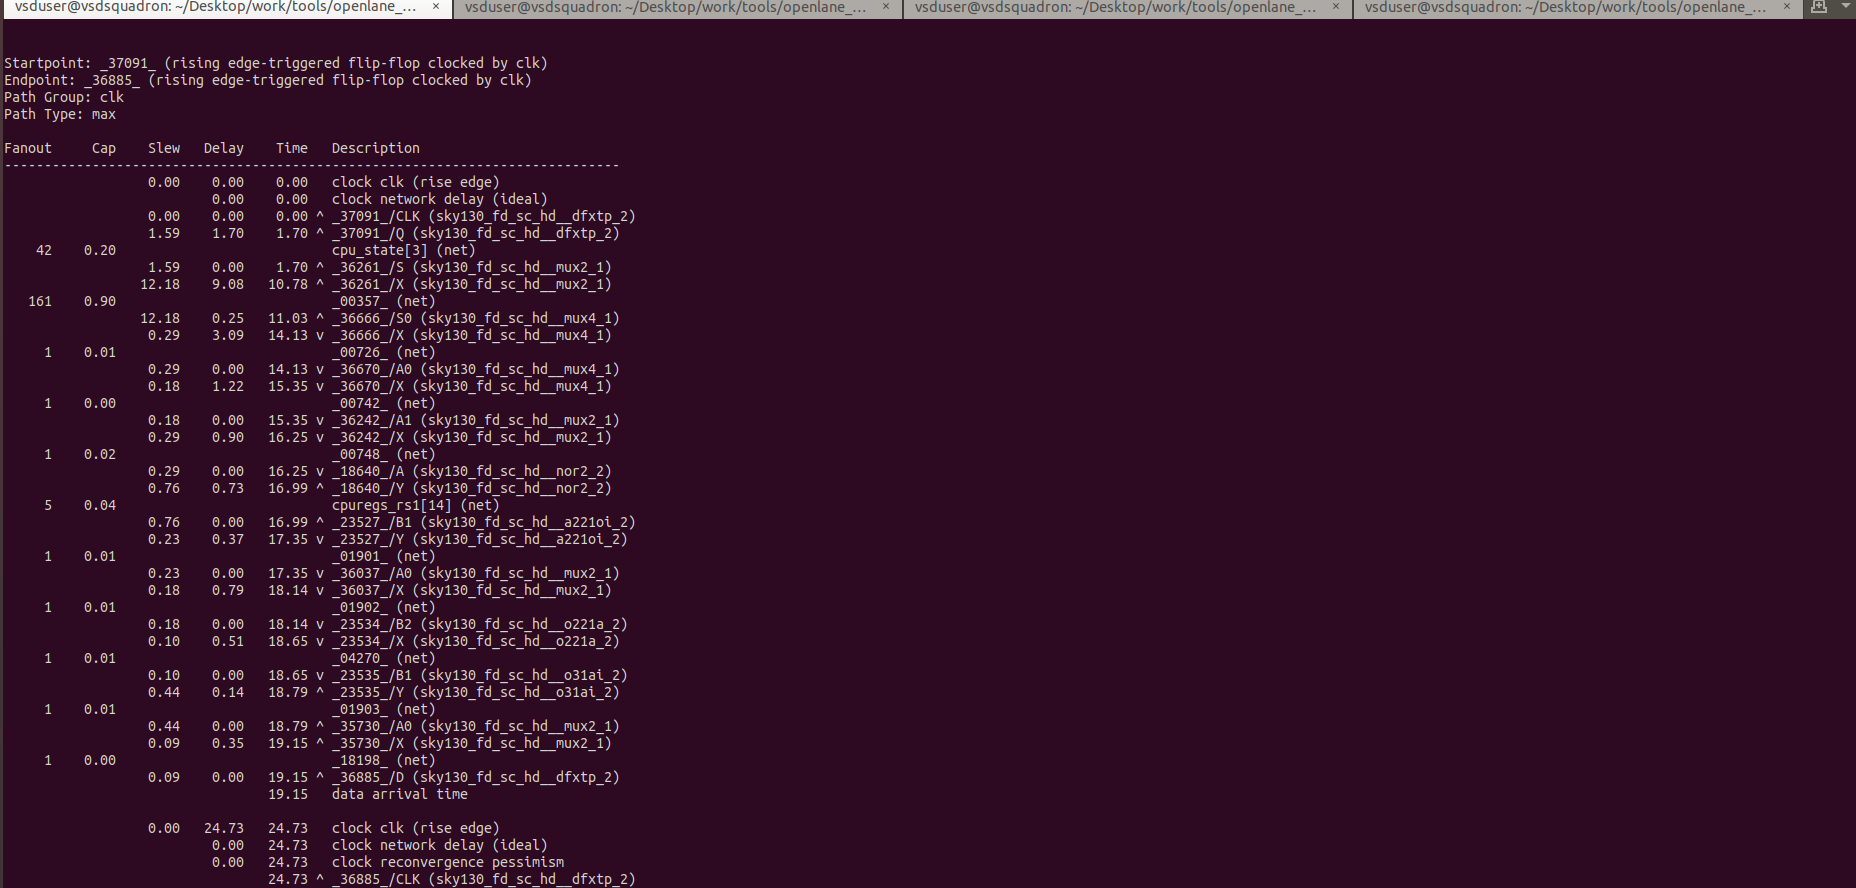 vsduser@vsdsquadron: ~/Desktop/work/tools/openlane_... × vsduser@vsdsquadron: ~/Desktop/work/tools/openlane_... × vsduser@vsdsquadron: ~/Desktop/work/tools/openlane_... × vsduser@vsdsquadron: ~/Desktop/work/tools/openlane_... ×
Startpoint: _37091_ (rising edge-triggered flip-flop clocked by clk)
Endpoint: _36885_ (rising edge-triggered flip-flop clocked by clk)
Path Group: clk
Path Type: max
Fanout     Cap    Slew   Delay    Time   Description
-----------------------------------------------------------------------------
                  0.00    0.00    0.00   clock clk (rise edge)
                          0.00    0.00   clock network delay (ideal)
                  0.00    0.00    0.00 ^ _37091_/CLK (sky130_fd_sc_hd__dfxtp_2)
                  1.59    1.70    1.70 ^ _37091_/Q (sky130_fd_sc_hd__dfxtp_2)
    42    0.20                           cpu_state[3] (net)
                  1.59    0.00    1.70 ^ _36261_/S (sky130_fd_sc_hd__mux2_1)
                 12.18    9.08   10.78 ^ _36261_/X (sky130_fd_sc_hd__mux2_1)
   161    0.90                           _00357_ (net)
                 12.18    0.25   11.03 ^ _36666_/S0 (sky130_fd_sc_hd__mux4_1)
                  0.29    3.09   14.13 v _36666_/X (sky130_fd_sc_hd__mux4_1)
     1    0.01                           _00726_ (net)
                  0.29    0.00   14.13 v _36670_/A0 (sky130_fd_sc_hd__mux4_1)
                  0.18    1.22   15.35 v _36670_/X (sky130_fd_sc_hd__mux4_1)
     1    0.00                           _00742_ (net)
                  0.18    0.00   15.35 v _36242_/A1 (sky130_fd_sc_hd__mux2_1)
                  0.29    0.90   16.25 v _36242_/X (sky130_fd_sc_hd__mux2_1)
     1    0.02                           _00748_ (net)
                  0.29    0.00   16.25 v _18640_/A (sky130_fd_sc_hd__nor2_2)
                  0.76    0.73   16.99 ^ _18640_/Y (sky130_fd_sc_hd__nor2_2)
     5    0.04                           cpuregs_rs1[14] (net)
                  0.76    0.00   16.99 ^ _23527_/B1 (sky130_fd_sc_hd__a221oi_2)
                  0.23    0.37   17.35 v _23527_/Y (sky130_fd_sc_hd__a221oi_2)
     1    0.01                           _01901_ (net)
                  0.23    0.00   17.35 v _36037_/A0 (sky130_fd_sc_hd__mux2_1)
                  0.18    0.79   18.14 v _36037_/X (sky130_fd_sc_hd__mux2_1)
     1    0.01                           _01902_ (net)
                  0.18    0.00   18.14 v _23534_/B2 (sky130_fd_sc_hd__o221a_2)
                  0.10    0.51   18.65 v _23534_/X (sky130_fd_sc_hd__o221a_2)
     1    0.01                           _04270_ (net)
                  0.10    0.00   18.65 v _23535_/B1 (sky130_fd_sc_hd__o31ai_2)
                  0.44    0.14   18.79 ^ _23535_/Y (sky130_fd_sc_hd__o31ai_2)
     1    0.01                           _01903_ (net)
                  0.44    0.00   18.79 ^ _35730_/A0 (sky130_fd_sc_hd__mux2_1)
                  0.09    0.35   19.15 ^ _35730_/X (sky130_fd_sc_hd__mux2_1)
     1    0.00                           _18198_ (net)
                  0.09    0.00   19.15 ^ _36885_/D (sky130_fd_sc_hd__dfxtp_2)
                                 19.15   data arrival time
                  0.00   24.73   24.73   clock clk (rise edge)
                          0.00   24.73   clock network delay (ideal)
                          0.00   24.73   clock reconvergence pessimism
                                 24.73 ^ _36885_/CLK (sky130_fd_sc_hd__dfxtp_2)